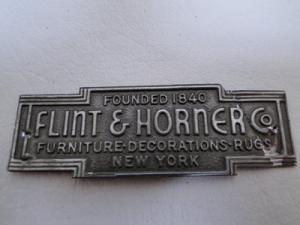 FOUNDED 1840
FLINT & HORNER CO
FURNITURE-DECORATIONS-RUGS
NEW YORK